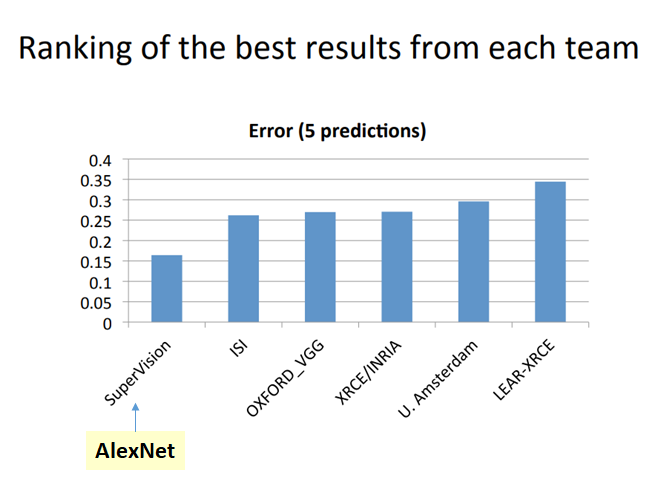 Ranking of the best results from each team
Error (5 predictions)
0.4
0.35
0.3
0.25
0.2
0.15
0.1
0.05
0
SuperVision
ISI
OXFORD_VGG
XRCE/INRIA
U. Amsterdam
LEAR-XRCE
AlexNet